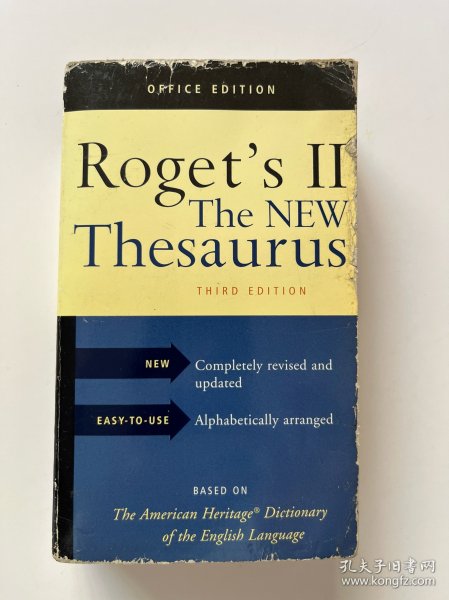 OFFICE EDITION
Roget's II
The NEW
Thesaurus
THIRD EDITION
NEW
Completely revised and
updated
EASY-TO-USE
Alphabetically arranged
BASED ON
The American Heritage® Dictionary
of the English Language
孔夫子旧书网
www.kongfz.com